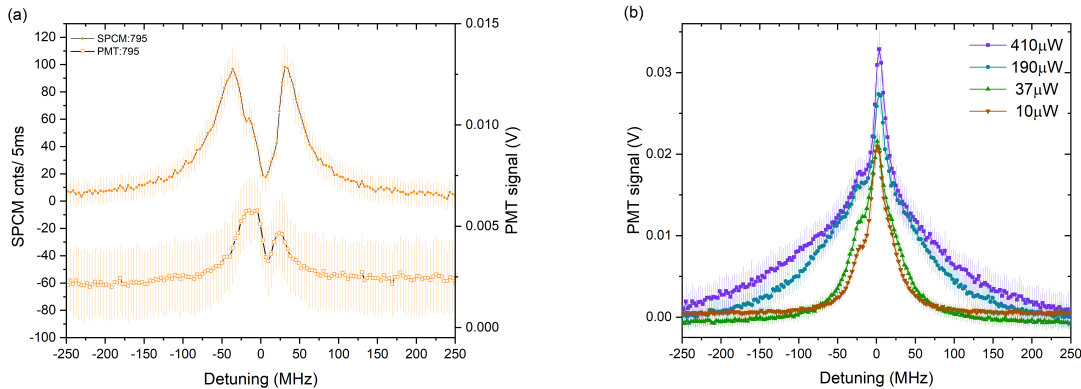 (a)
SPCM:795
PMT:795
120
100
80
60
40
20
0
-20
-40
-60
-80
-100
SPCM cnts/ 5ms
0.015
0.010
0.005
0.000
PMT signal (V)
-250 -200 -150 -100 -50 0 50 100 150 200 250
Detuning (MHz)
(b)
410μW
190μW
37μW
10μW
0.03
0.02
0.01
0.00
PMT signal (V)
-250 -200 -150 -100 -50 0 50 100 150 200 250
Detuning (MHz)